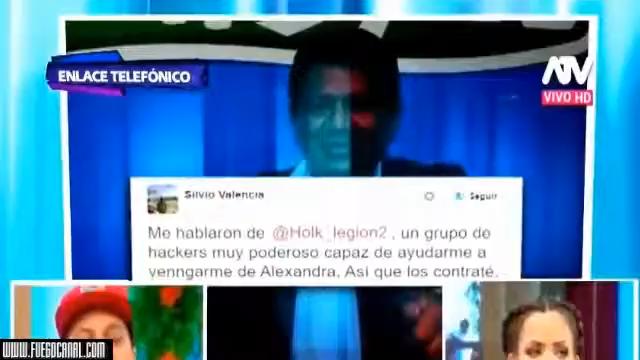 ENLACE TELEFÓNICO
ATV
VIVO HD
Silvio Valencia
Seguir
Me hablaron de @Holk_legion2, un grupo de
hackers muy poderoso capaz de ayudarme a
yenngarme de Alexandra, Así que los contraté.
WWW.FUEGOCANAL.COM